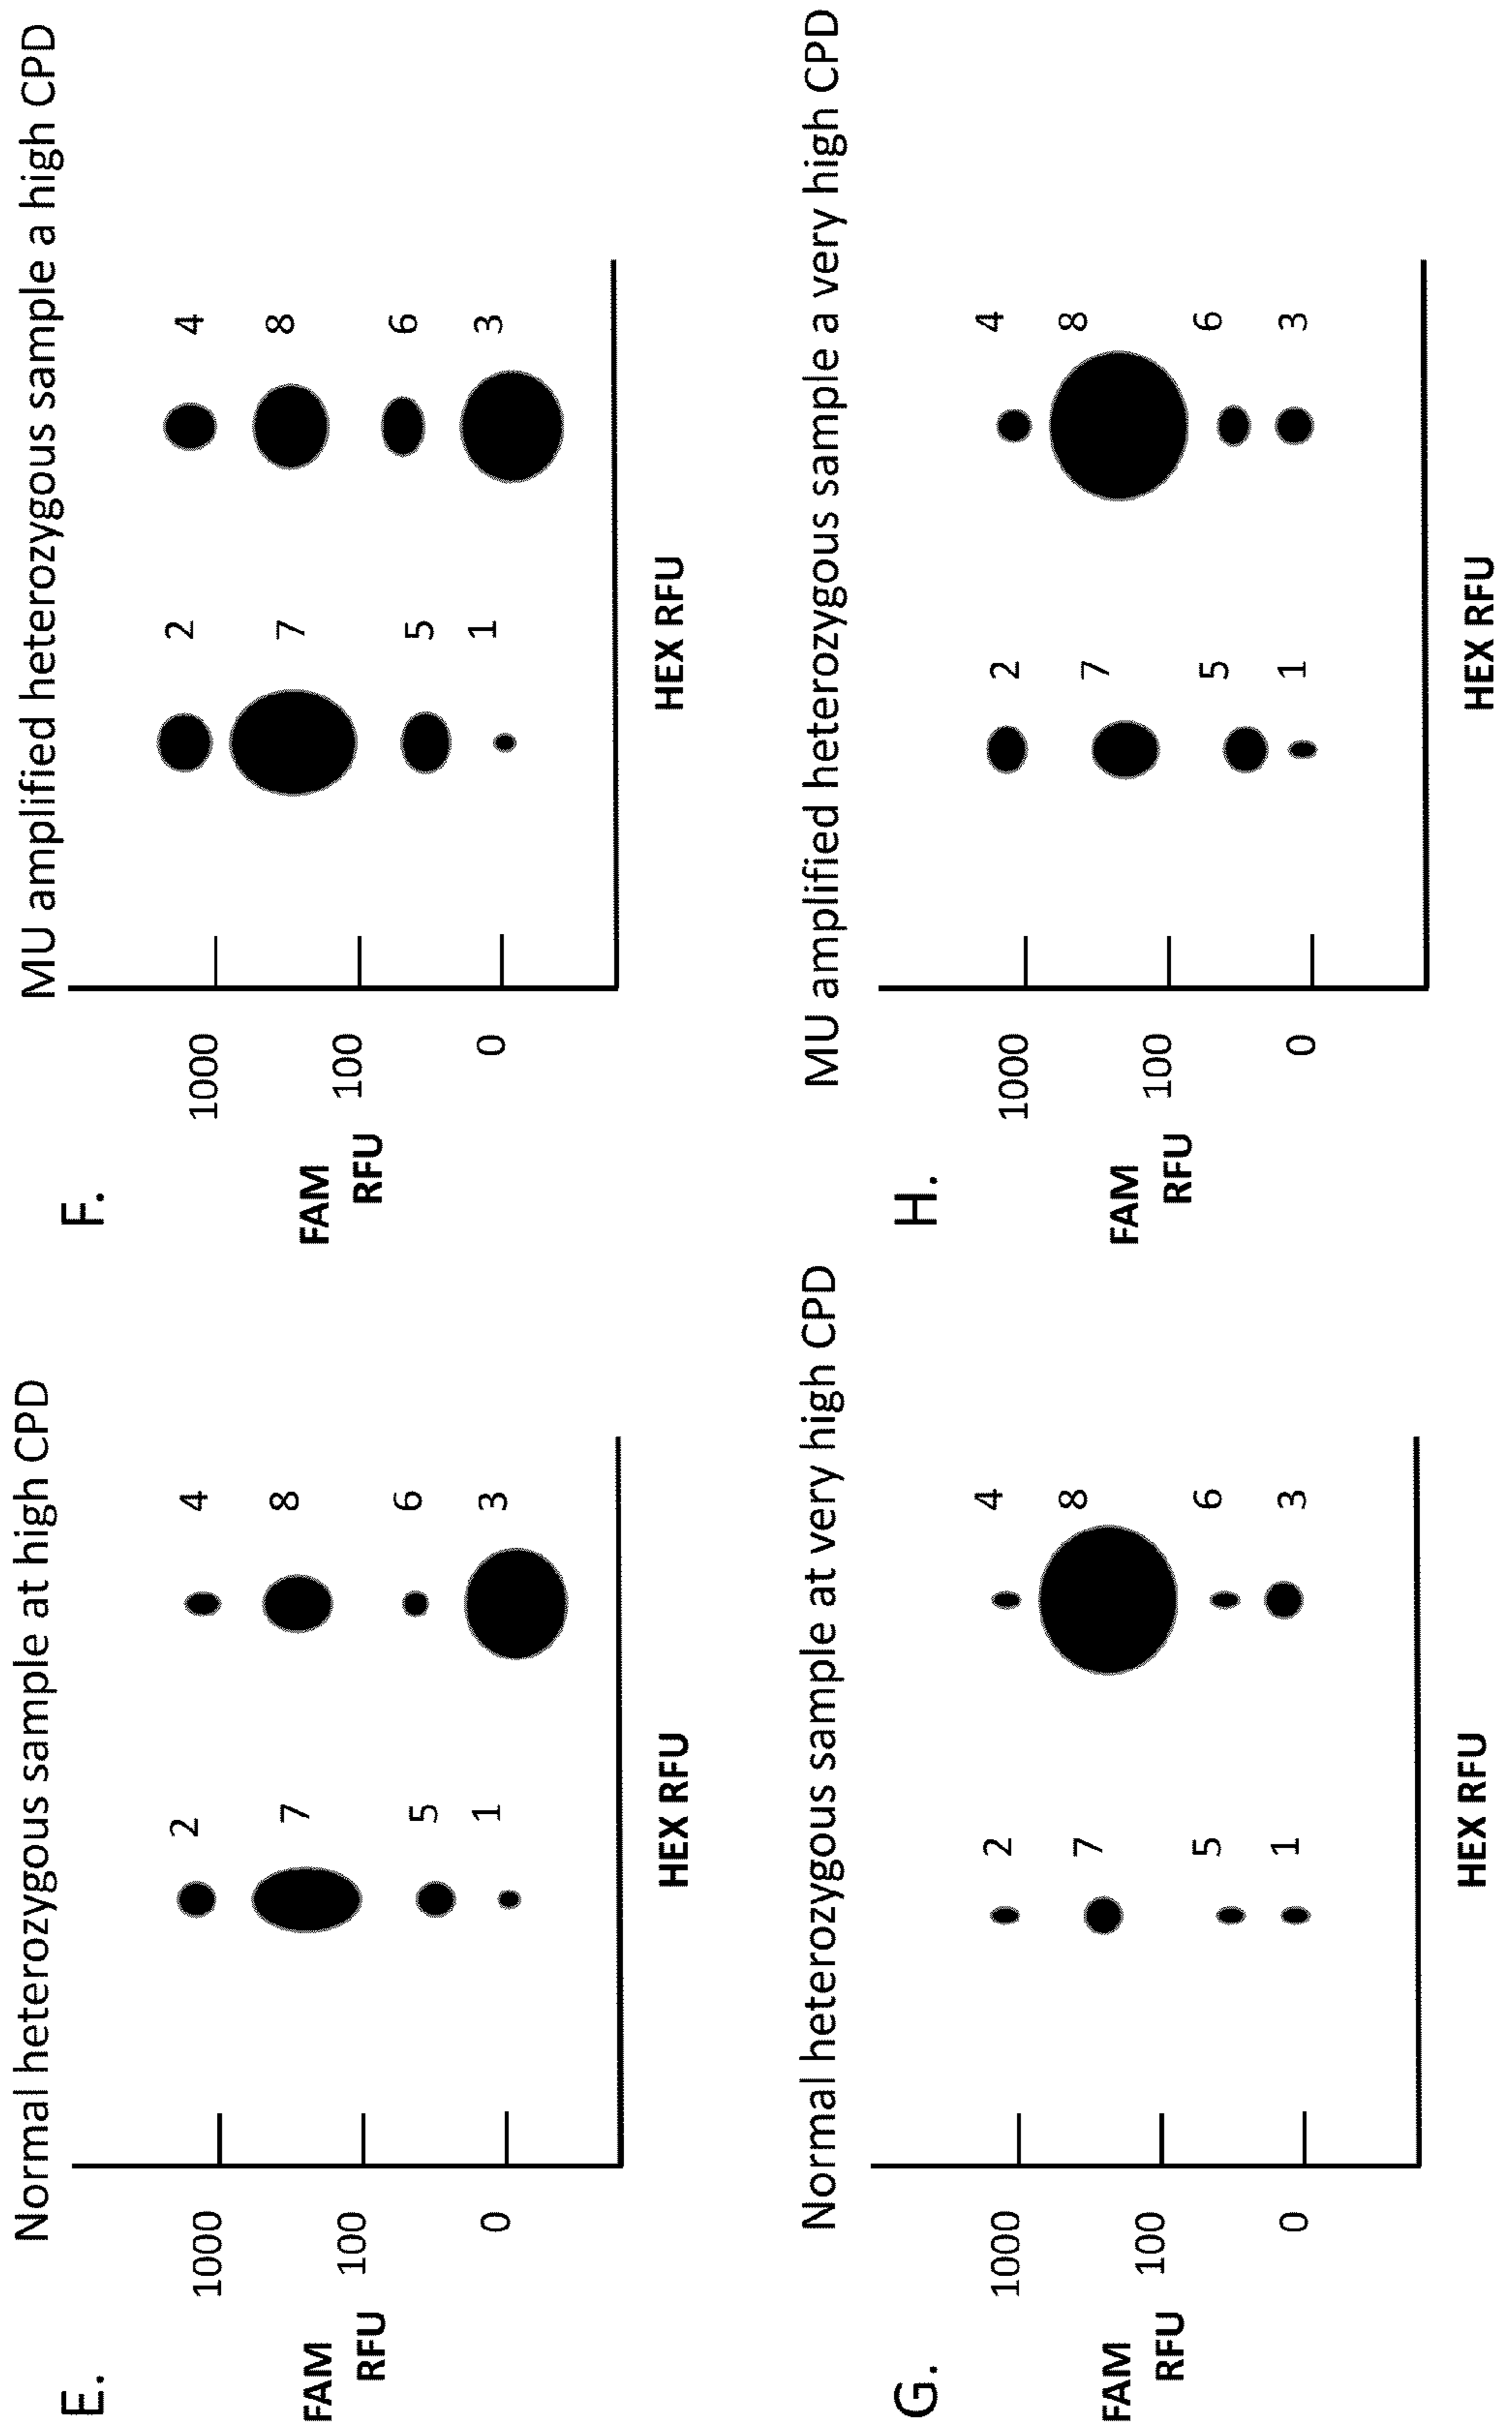 E.
Normal heterozygous sample at high CPD
FAM
RFU
1000
100
0
2
7
5
1
4
8
6
3
HEX RFU
F.
MU amplified heterozygous sample a high CPD
FAM
RFU
1000
100
0
2
7
5
1
4
8
6
3
HEX RFU
G.
Normal heterozygous sample at very high CPD
FAM
RFU
1000
100
0
2
7
5
1
4
8
6
3
HEX RFU
H.
MU amplified heterozygous sample a very high CPD
FAM
RFU
1000
100
0
2
7
5
1
4
8
6
3
HEX RFU